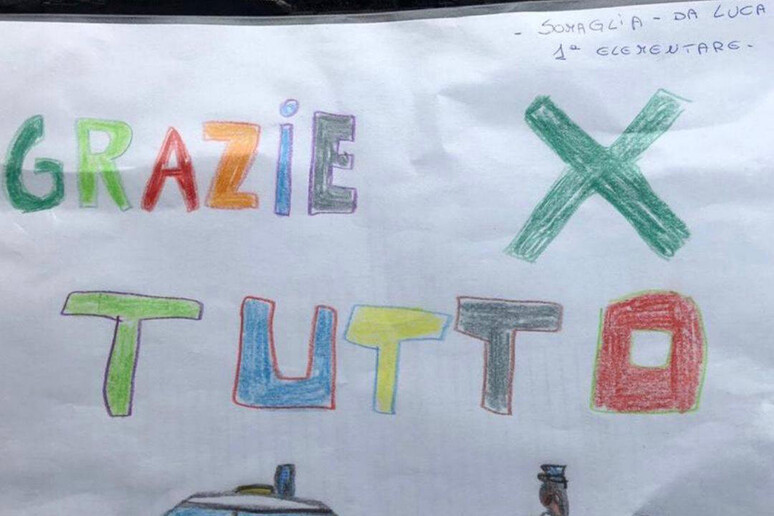 - SOMAGLIA - DA LUCA
1ª ELEMENTARE -
GRAZiE X
TUTTO